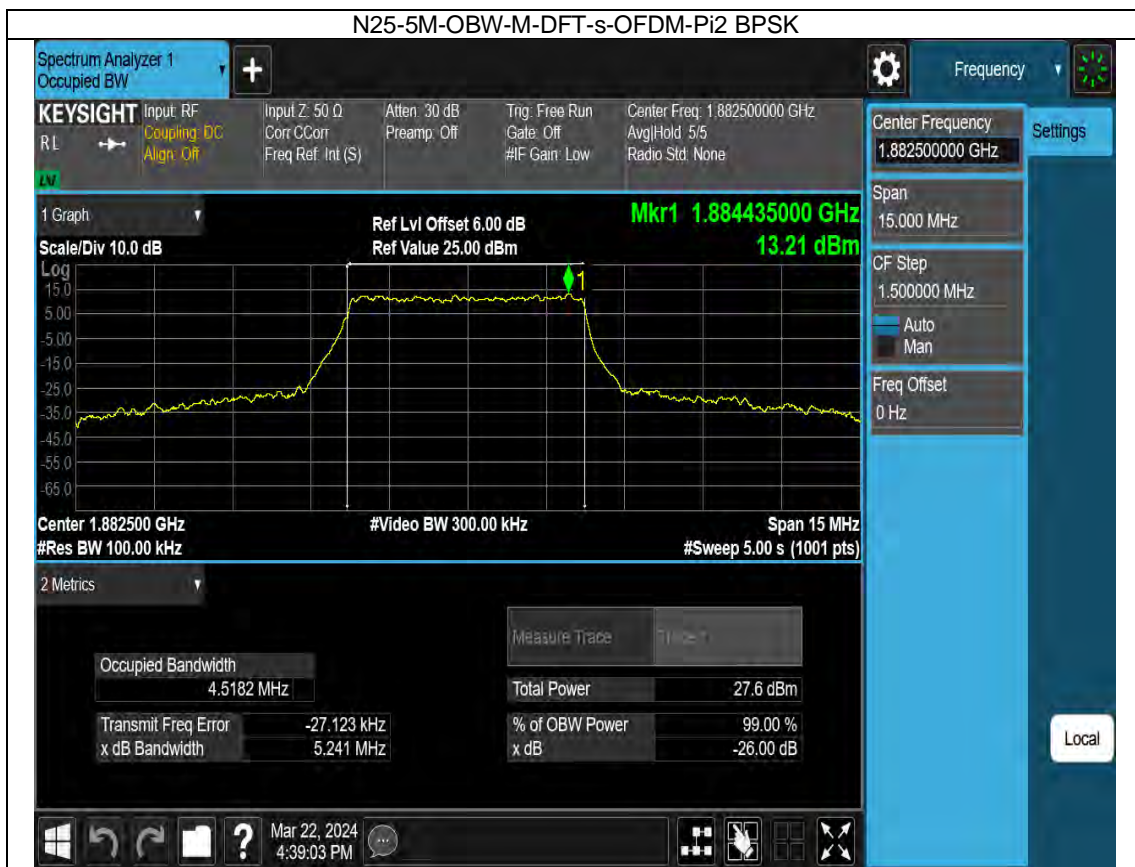 N25-5M-OBW-M-DFT-s-OFDM-Pi2 BPSK
Spectrum Analyzer 1
Occupied BW
+
Frequency
KEYSIGHT
RL
LXI
Input: RF
Coupling: DC
Align: Off
Input Z: 50 Ω
Corr CCorr
Freq Ref: Int (S)
Atten: 30 dB
Preamp: Off
Trig: Free Run
Gate: Off
#IF Gain: Low
Center Freq: 1.882500000 GHz
Avg|Hold: 5/5
Radio Std: None
Center Frequency
1.882500000 GHz
Settings
Span
15.000 MHz
CF Step
1.500000 MHz
Auto
Man
Freq Offset
0 Hz
Local
1 Graph
Scale/Div 10.0 dB
Ref Lvl Offset 6.00 dB
Ref Value 25.00 dBm
Mkr1 1.884435000 GHz
13.21 dBm
Log
15.0
5.00
-5.00
-15.0
-25.0
-35.0
-45.0
-55.0
-65.0
1
Center 1.88250 GHz
#Res BW 100.00 kHz
#Video BW 300.00 kHz
Span 15 MHz
#Sweep 5.00 s (1001 pts)
2 Metrics
Measure Trace
Trace 1
Occupied Bandwidth
4.5182 MHz
Total Power 27.6 dBm
Transmit Freq Error -27.123 kHz
% of OBW Power 99.00 %
x dB Bandwidth 5.241 MHz
x dB -26.00 dB
?
Mar 22, 2024
4:39:03 PM